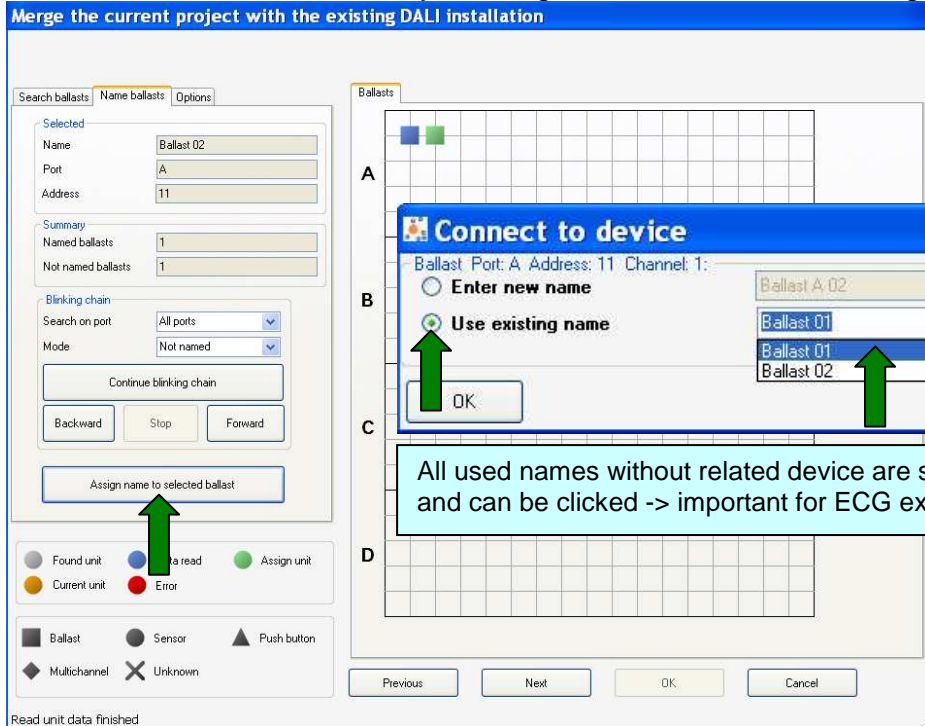 Merge the current project with the existing DALI installation
Search ballasts Name ballasts Options
Selected
Name Ballast 02
Port A
Address 11
Summary
Named ballasts 1
Not named ballasts 1
Blinking chain
Search on port All ports
Mode Not named
Continue blinking chain
Backward Stop Forward
Assign name to selected ballast
Found unit read Assign unit
Current unit Error
Ballast Sensor Push button
Multichannel Unknown
Ballasts
A
B
C
D
Connect to device
Ballast Port: A Address: 11 Channel: 1:
Enter new name Ballast A 02
Use existing name Ballast 01
Ballast 01
Ballast 02
OK
All used names without related device are
and can be clicked -> important for ECG
Previous Next OK Cancel
Read unit data finished